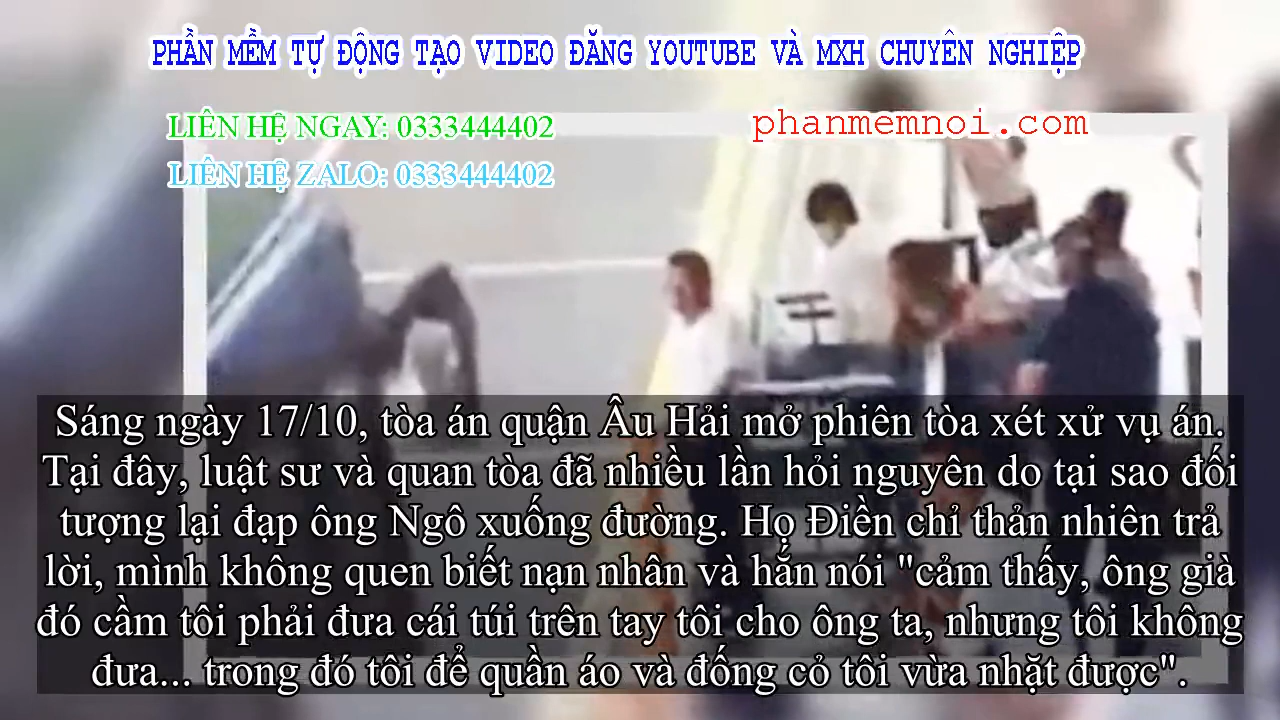 PHẦN MỀM TỰ ĐỘNG TẠO VIDEO ĐĂNG YOUTUBE VÀ MXH CHUYÊN NGHIỆP
LIÊN HỆ NGAY: 0333444402
phanmemnoi.com
LIÊN HỆ ZALO: 0333444402
Sáng ngày 17/10, tòa án quận Âu Hải mở phiên tòa xét xử vụ án.
Tại đây, luật sư và quan tòa đã nhiều lần hỏi nguyên do tại sao đối
tượng lại đạp ông Ngô xuống đường. Họ Điền chỉ thản nhiên trả
lời, mình không quen biết nạn nhân và hắn nói "cảm thấy, ông già
đó cầm tôi phải đưa cái túi trên tay tôi cho ông ta, nhưng tôi không
đưa... trong đó tôi để quần áo và đống cỏ tôi vừa nhặt được".